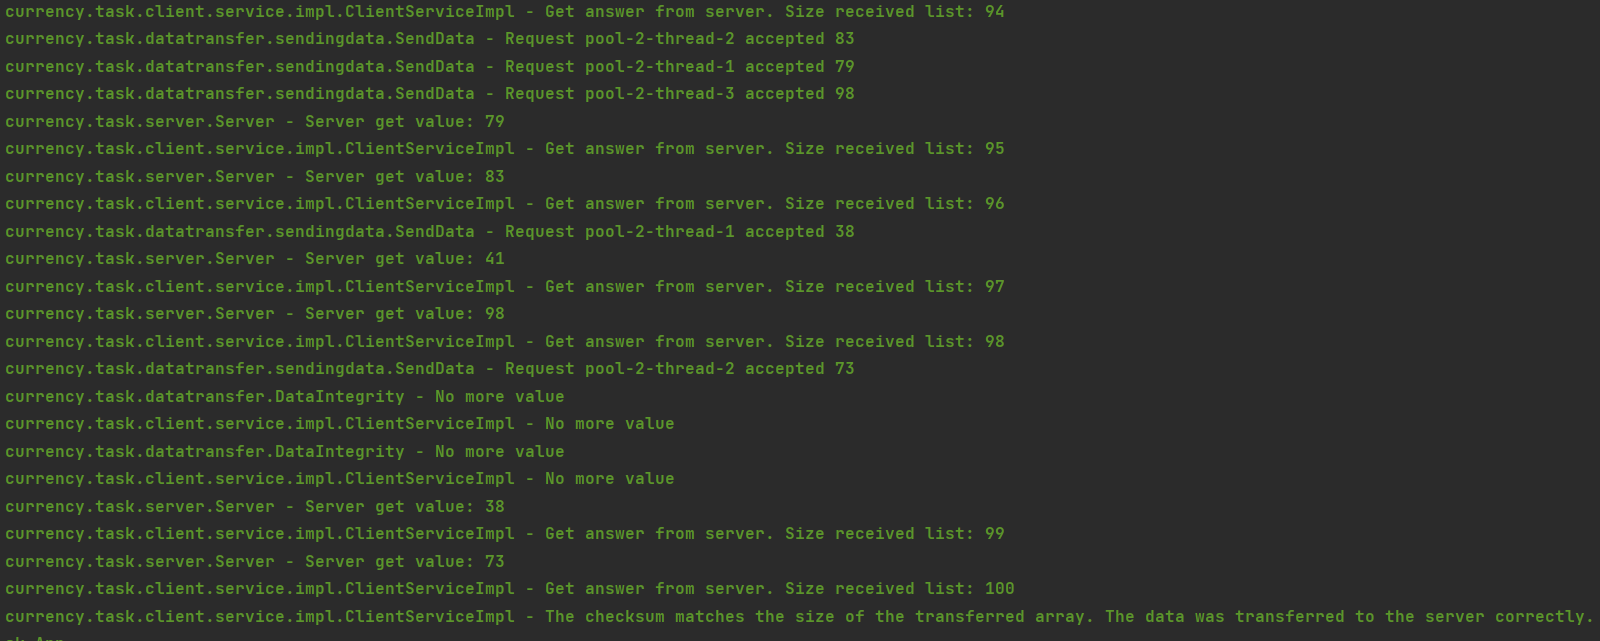 currency.task.client.service.impl.ClientServiceImpl - Get answer from server. Size received list: 94
currency.task.datatransfer.sendingdata.SendData - Request pool-2-thread-2 accepted 83
currency.task.datatransfer.sendingdata.SendData - Request pool-2-thread-1 accepted 79
currency.task.datatransfer.sendingdata.SendData - Request pool-2-thread-3 accepted 98
currency.task.server.Server - Server get value: 79
currency.task.client.service.impl.ClientServiceImpl - Get answer from server. Size received list: 95
currency.task.server.Server - Server get value: 83
currency.task.client.service.impl.ClientServiceImpl - Get answer from server. Size received list: 96
currency.task.datatransfer.sendingdata.SendData - Request pool-2-thread-1 accepted 38
currency.task.server.Server - Server get value: 41
currency.task.client.service.impl.ClientServiceImpl - Get answer from server. Size received list: 97
currency.task.server.Server - Server get value: 98
currency.task.client.service.impl.ClientServiceImpl - Get answer from server. Size received list: 98
currency.task.datatransfer.sendingdata.SendData - Request pool-2-thread-2 accepted 73
currency.task.datatransfer.DataIntegrity - No more value
currency.task.client.service.impl.ClientServiceImpl - No more value
currency.task.datatransfer.DataIntegrity - No more value
currency.task.client.service.impl.ClientServiceImpl - No more value
currency.task.server.Server - Server get value: 38
currency.task.client.service.impl.ClientServiceImpl - Get answer from server. Size received list: 99
currency.task.server.Server - Server get value: 73
currency.task.client.service.impl.ClientServiceImpl - Get answer from server. Size received list: 100
currency.task.client.service.impl.ClientServiceImpl - The checksum matches the size of the transferred array. The data was transferred to the server correctly.